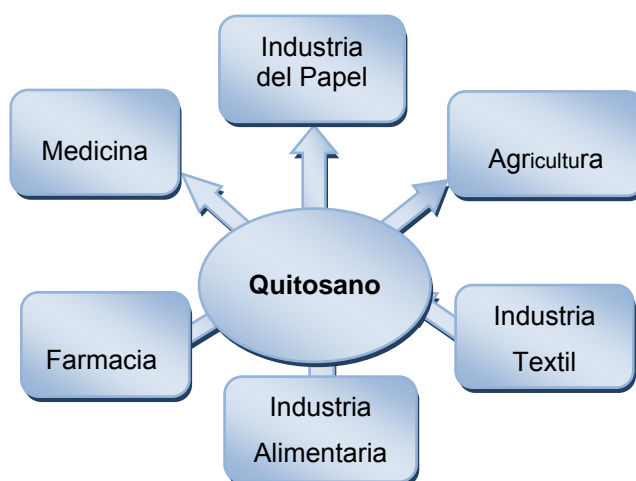 Industria
del Papel
Medicina
Agricultura
Quitosano
Farmacia
Industria
Textil
Industria
Alimentaria